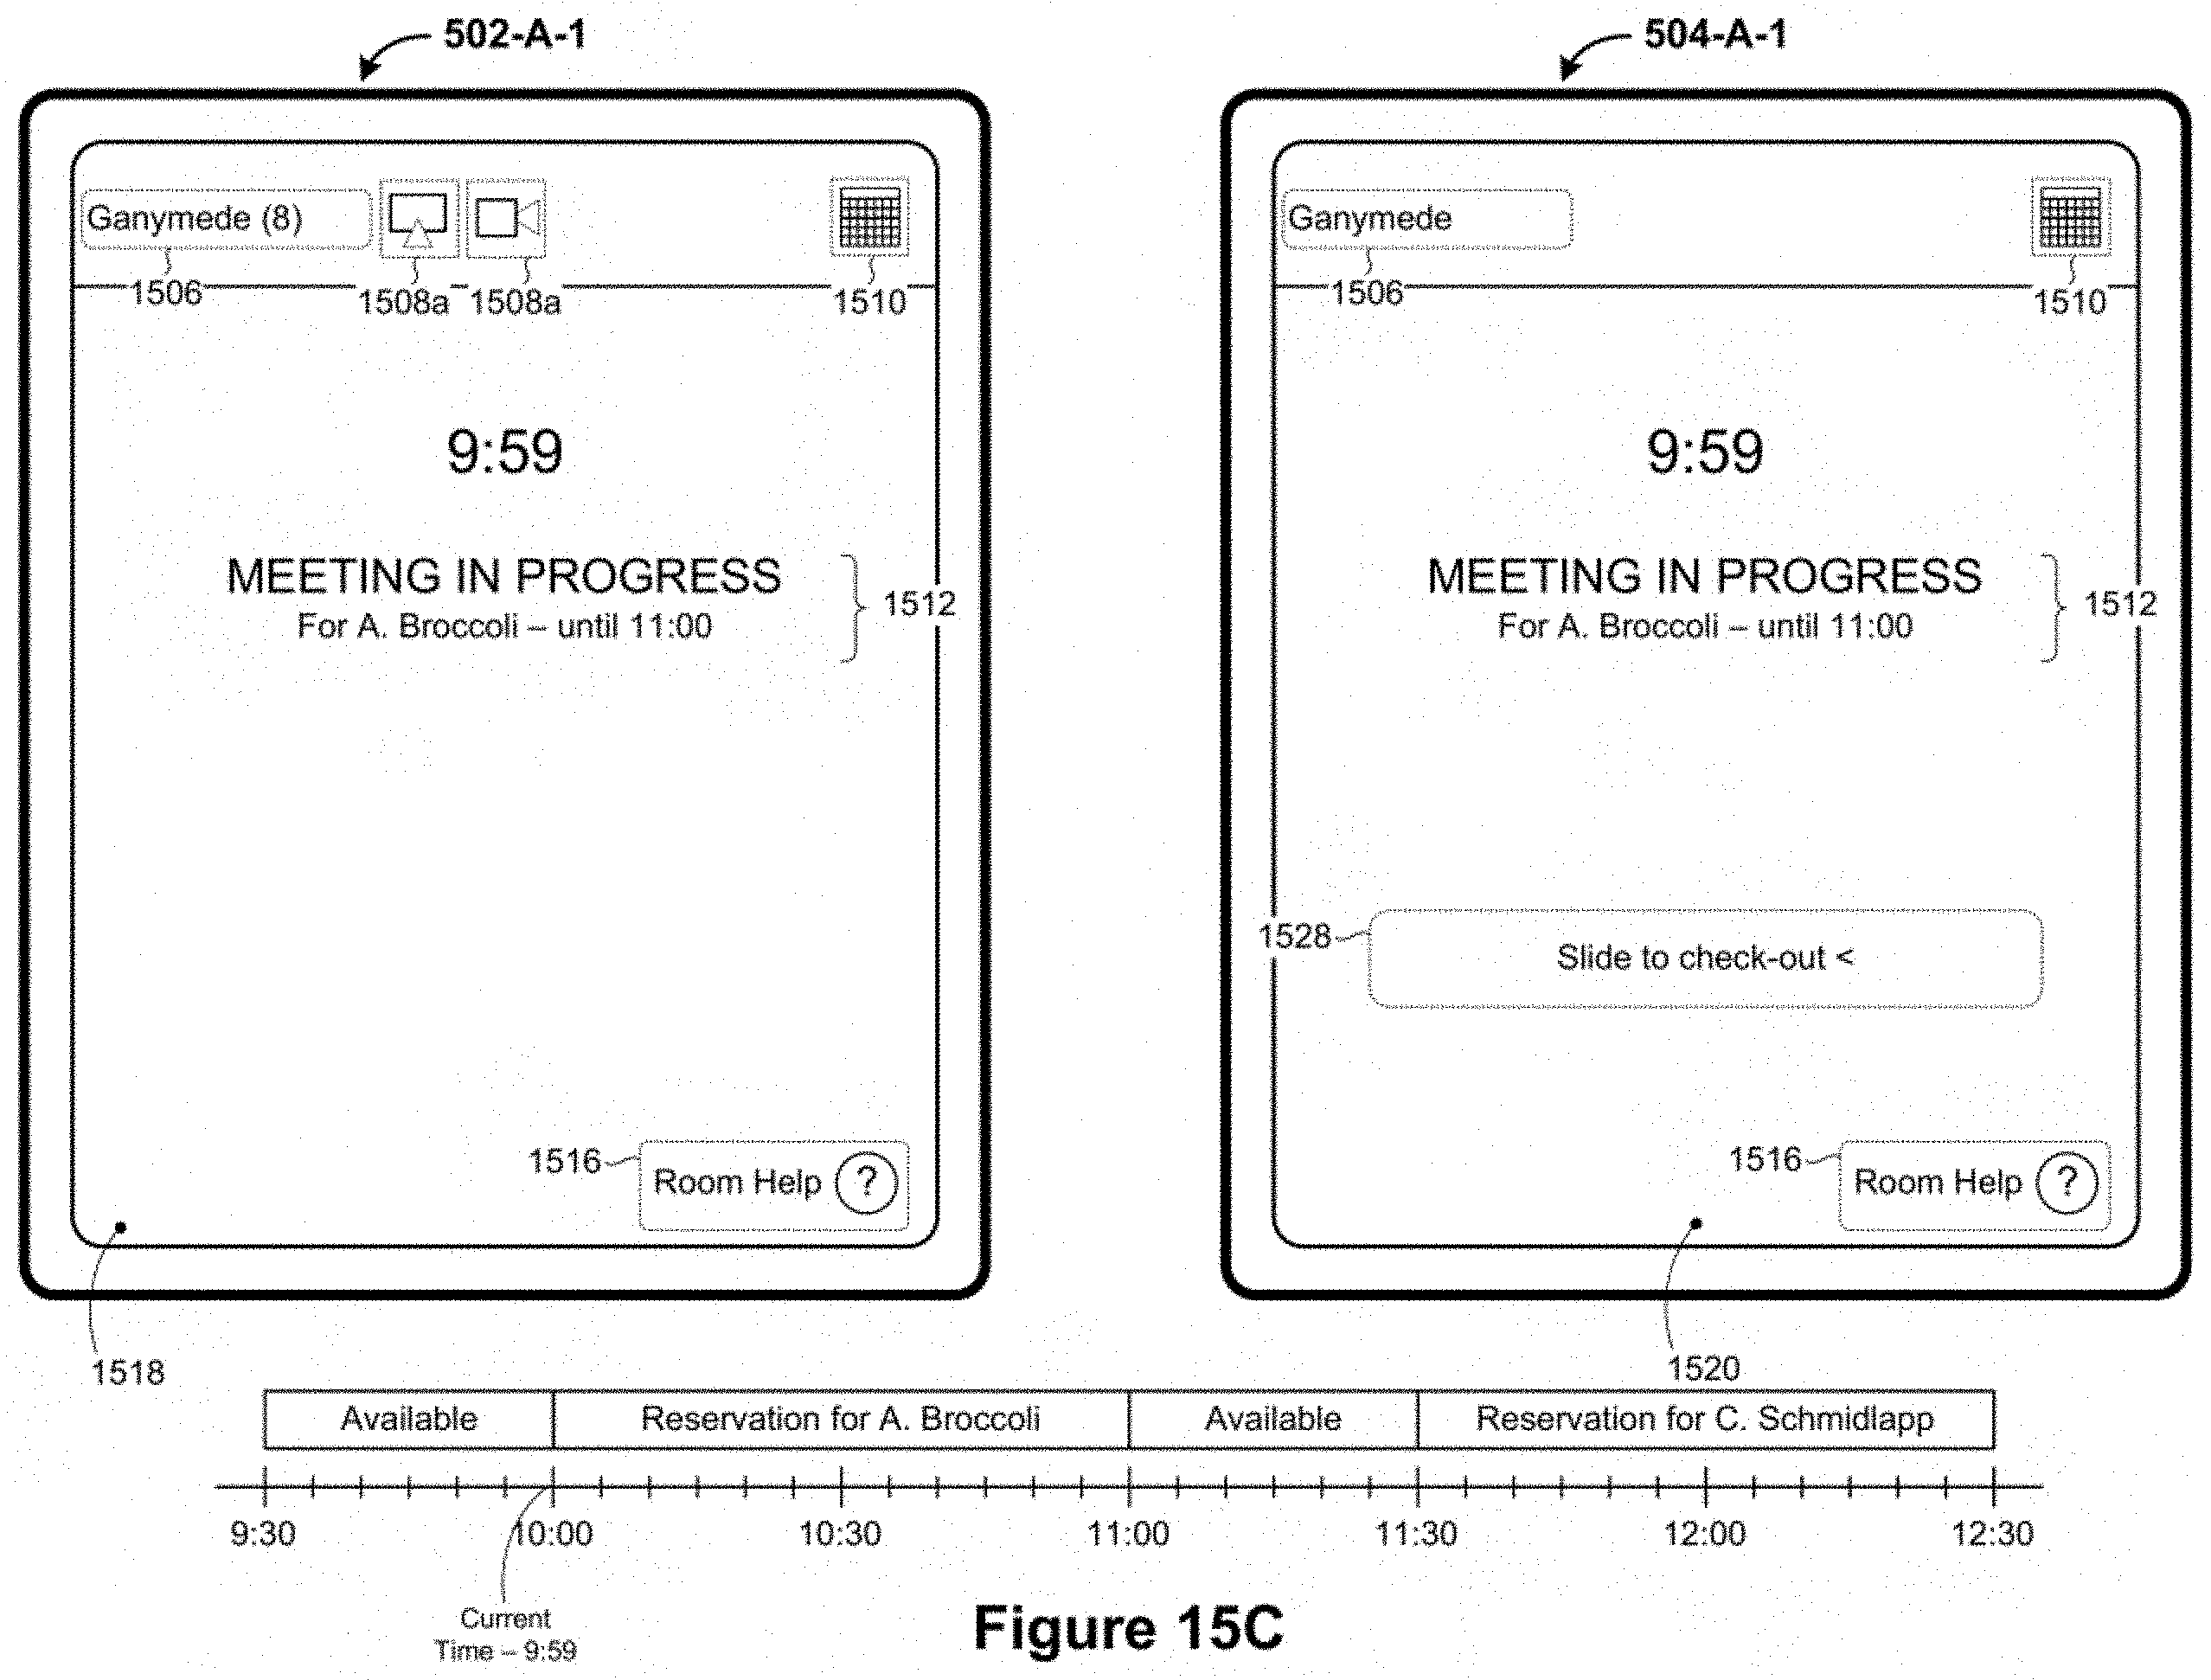 502-A-1
504-A-1
Ganymede (8)
1506
1508a
1508a
1510
9:59
MEETING IN PROGRESS
For A. Broccoli – until 11:00
1512
1516
Room Help ?
1518
Ganymede
1506
1510
9:59
MEETING IN PROGRESS
For A. Broccoli – until 11:00
1512
1528
Slide to check-out <
1516
Room Help ?
1520
Available
Reservation for A. Broccoli
Available
Reservation for C. Schmidlapp
9:30
10:00
10:30
11:00
11:30
12:00
12:30
Current
Time – 9:59
Figure 15C